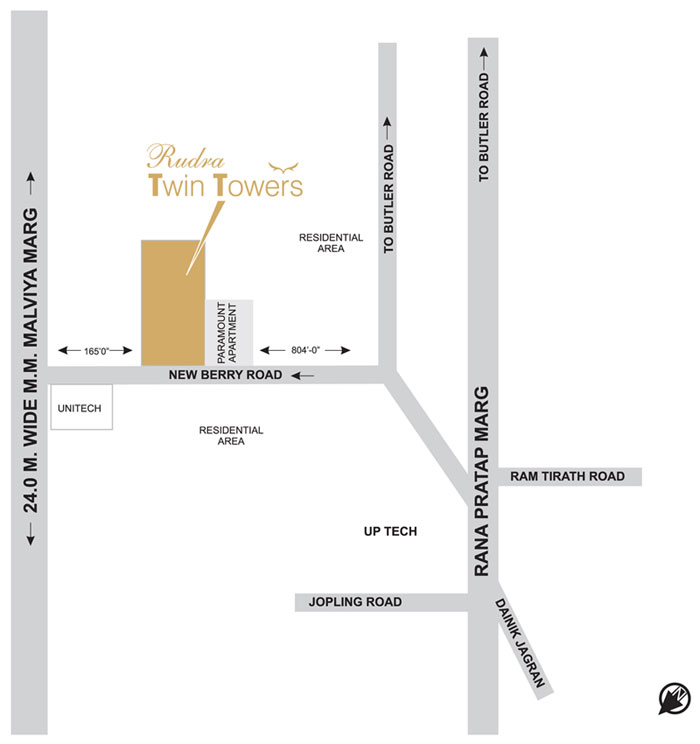 Rudra
Twin Towers
24.0 M. WIDE M.M. MALVIYA MARG
TO BUTLER ROAD
TO BUTLER ROAD
RESIDENTIAL
AREA
PARAMOUNT
APARTMENT
165'0"
804'-0"
NEW BERRY ROAD
UNITECH
RESIDENTIAL
AREA
RANA PRATAP MARG
RAM TIRATH ROAD
UP TECH
JOPLING ROAD
DAINIK JAGRAN
N